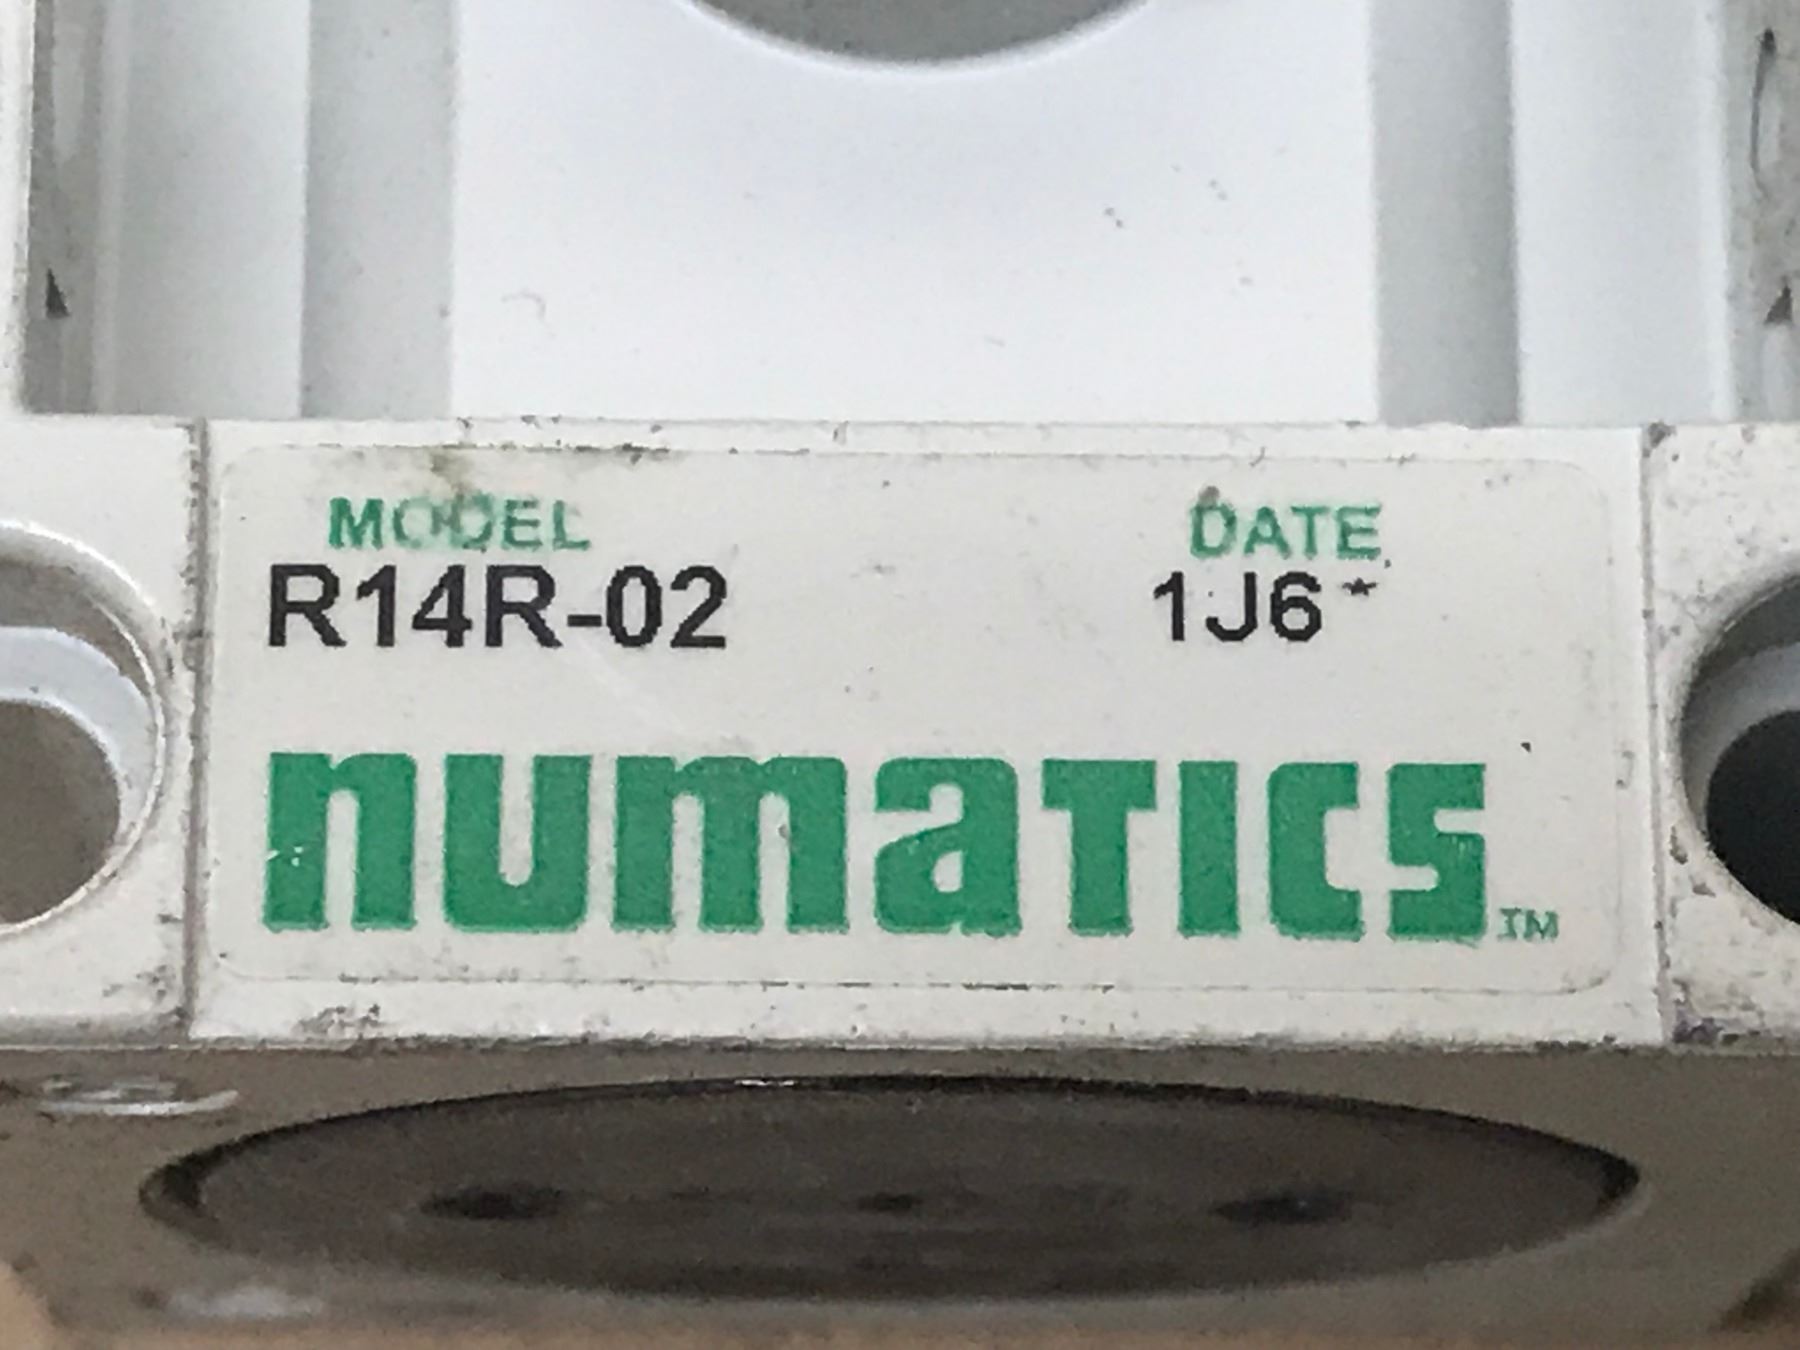 MODEL DATE
R14R-02 1J6*
numatics TM